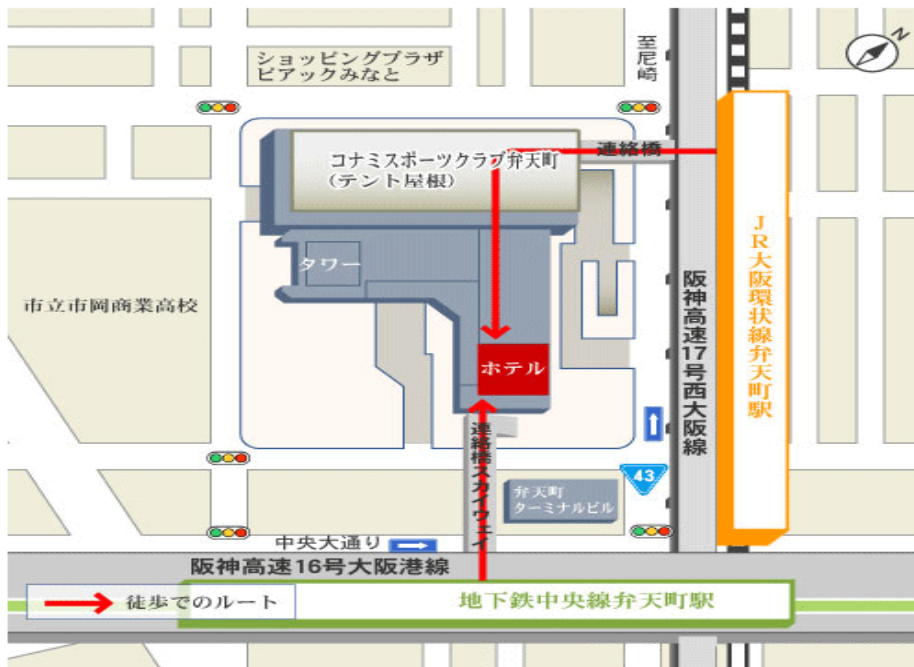 ショッピングプラザ
ピアックみなと
至尼崎
N
コナミスポーツクラブ弁天町
(テント屋根)
連絡橋
タワー
市立市岡商業高校
ホテル
JR大阪環状線弁天町駅
阪神高速17号西大阪線
連絡橋スカイウェイ
43
弁天町
ターミナルビル
中央大通り
阪神高速16号大阪港線
徒歩でのルート
地下鉄中央線弁天町駅